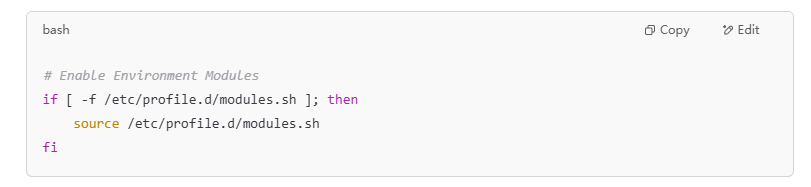 bash
Copy
Edit
# Enable Environment Modules
if [ -f /etc/profile.d/modules.sh ]; then
    source /etc/profile.d/modules.sh
fi